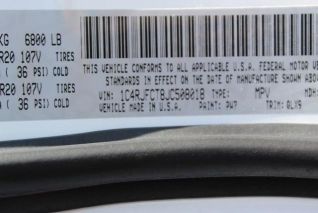 KG 6800 LB
R20 107V TIRES
( 36 PSI) COLD
R20 107V TIRES
( 36 PSI) COLD
THIS VEHICLE CONFORMS TO ALL APPLICABLE U.S.A. FEDERAL MOTOR VE
STANDARDS IN EFFECT ON THE DATE OF MANUFACTURE SHOWN ABOV
VEHICLE MADE IN U.S.A.
VIN: 1C4RJFCT8JC508018 TYPE: MPV MDH:
PAINT: PW7 TRIM: QLX9